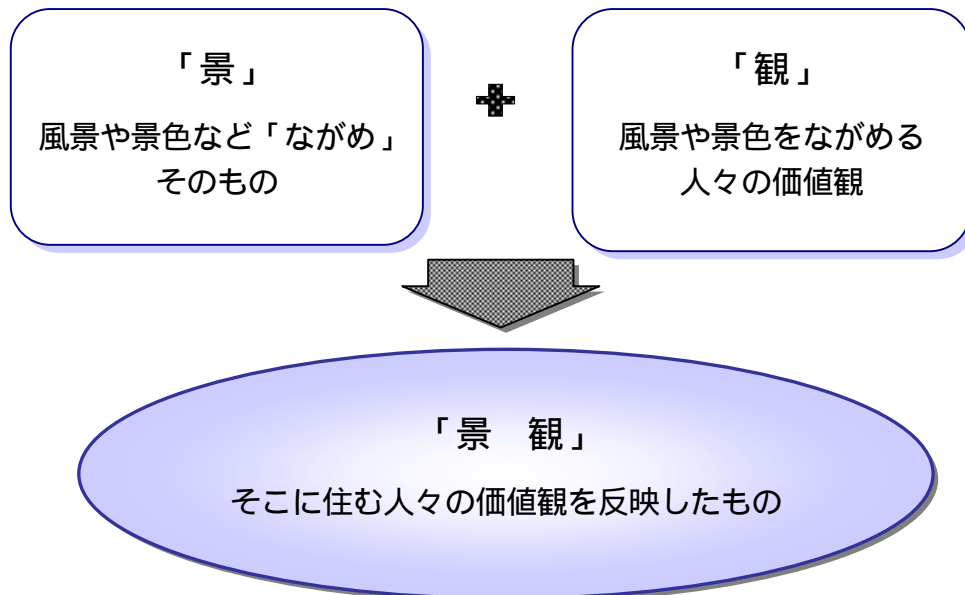 「景」
風景や景色など「ながめ」
そのもの
「観」
風景や景色をながめる
人々の価値観
「景　観」
そこに住む人々の価値観を反映したもの